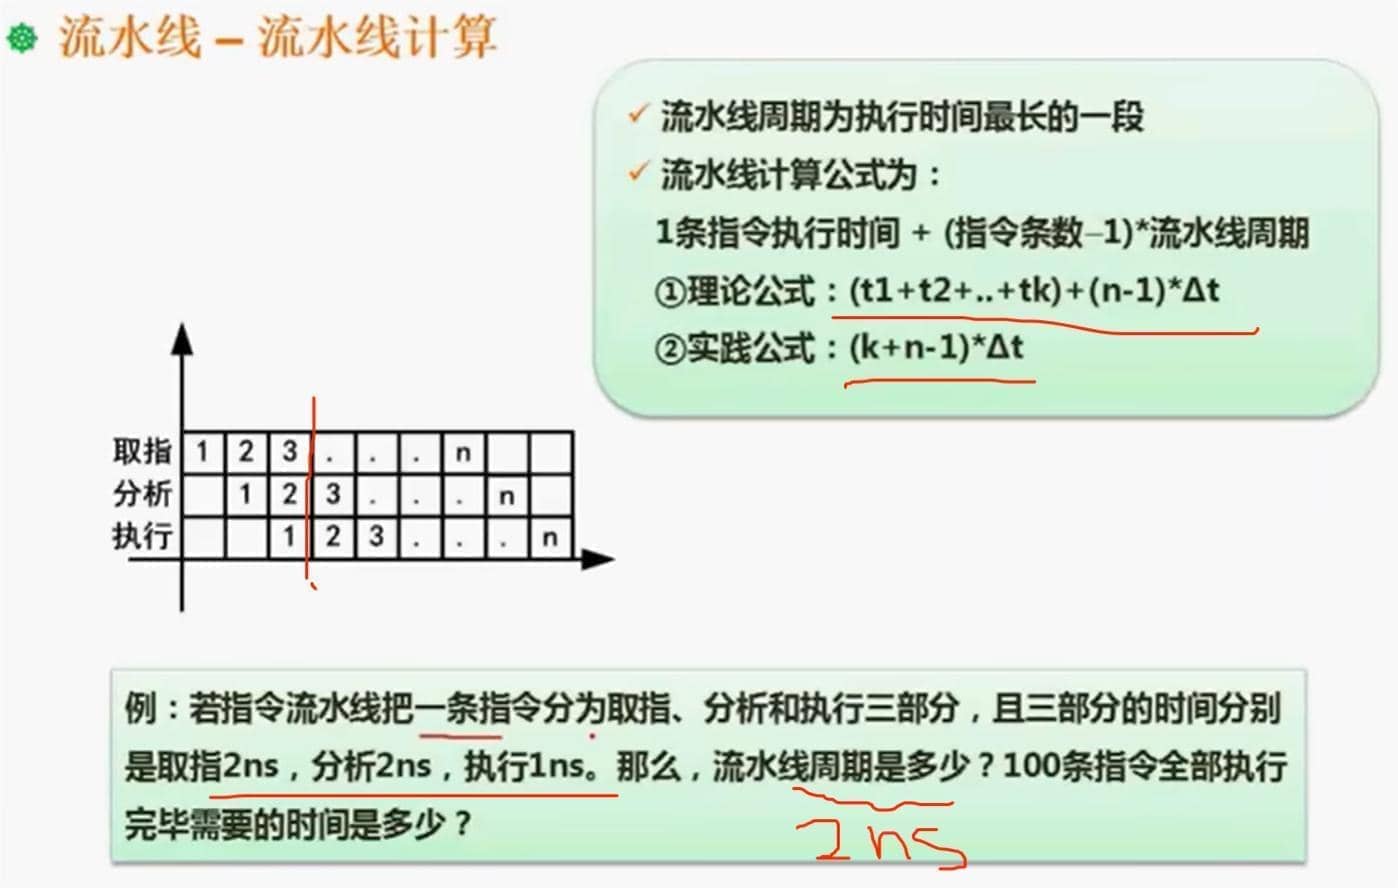 流水线 – 流水线计算
✓ 流水线周期为执行时间最长的一段
✓ 流水线计算公式为：
1条指令执行时间 + (指令条数–1)*流水线周期
①理论公式：(t1+t2+..+tk)+(n-1)*Δt
②实践公式：(k+n-1)*Δt
取指 1 2 3 . . . n
分析 1 2 3 . . . n
执行 1 2 3 . . . n
例：若指令流水线把一条指令分为取指、分析和执行三部分，且三部分的时间分别
是取指2ns，分析2ns，执行1ns。那么，流水线周期是多少？100条指令全部执行
完毕需要的时间是多少？
2ns